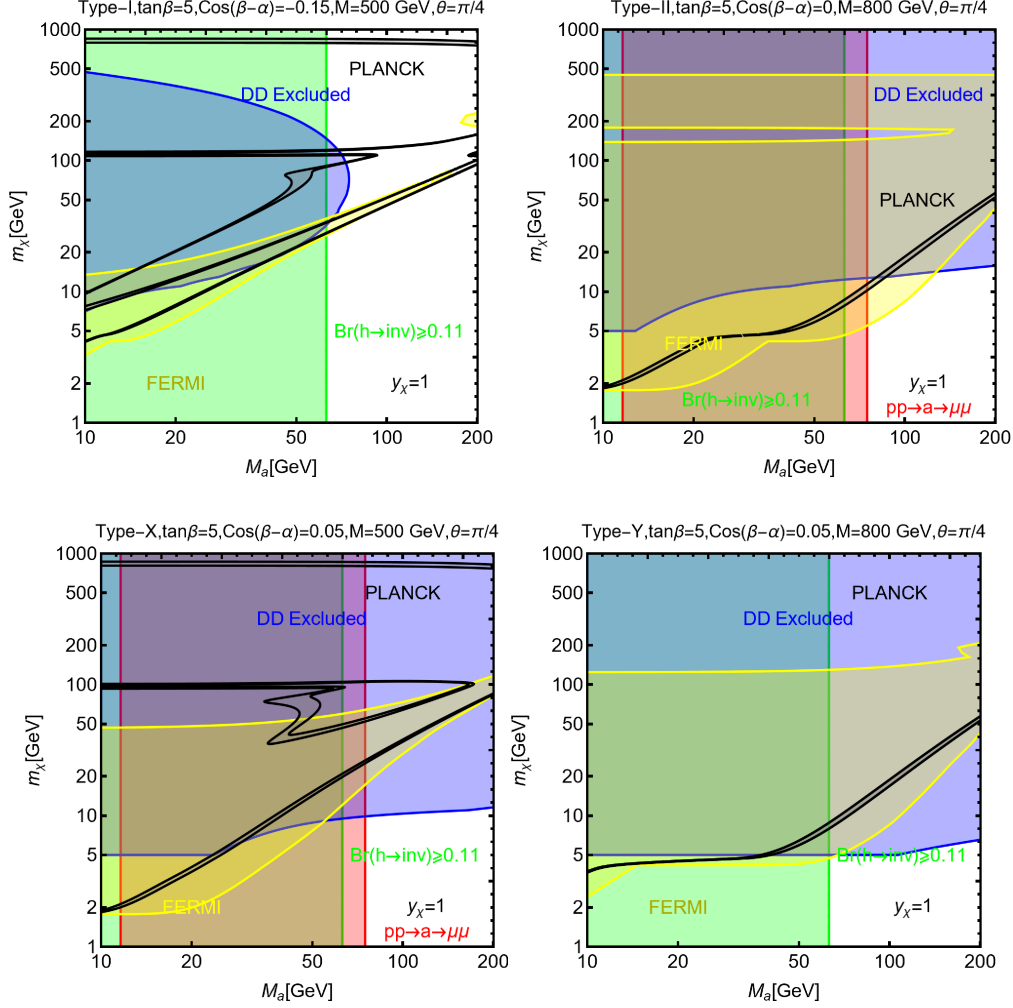 Type-I,tanβ=5,Cos(β-α)=-0.15,M=500 GeV,θ=π/4
1000
500
200
100
50
20
10
5
2
1
mχ[GeV]
PLANCK
DD Excluded
Br(h→inv)⩾0.11
FERMI
yχ=1
10
20
50
100
200
Ma[GeV]
Type-II,tanβ=5,Cos(β-α)=0,M=800 GeV,θ=π/4
1000
500
200
100
50
20
10
5
2
1
mχ[GeV]
DD Excluded
PLANCK
FERMI
yχ=1
Br(h→inv)⩾0.11
pp→a→μμ
10
20
50
100
200
Ma[GeV]
Type-X,tanβ=5,Cos(β-α)=0.05,M=500 GeV,θ=π/4
1000
500
200
100
50
20
10
5
2
1
mχ[GeV]
PLANCK
DD Excluded
Br(h→inv)⩾0.11
FERMI
yχ=1
pp→a→μμ
10
20
50
100
200
Ma[GeV]
Type-Y,tanβ=5,Cos(β-α)=0.05,M=800 GeV,θ=π/4
1000
500
200
100
50
20
10
5
2
1
mχ[GeV]
PLANCK
DD Excluded
Br(h→inv)⩾0.11
FERMI
yχ=1
10
20
50
100
200
Ma[GeV]